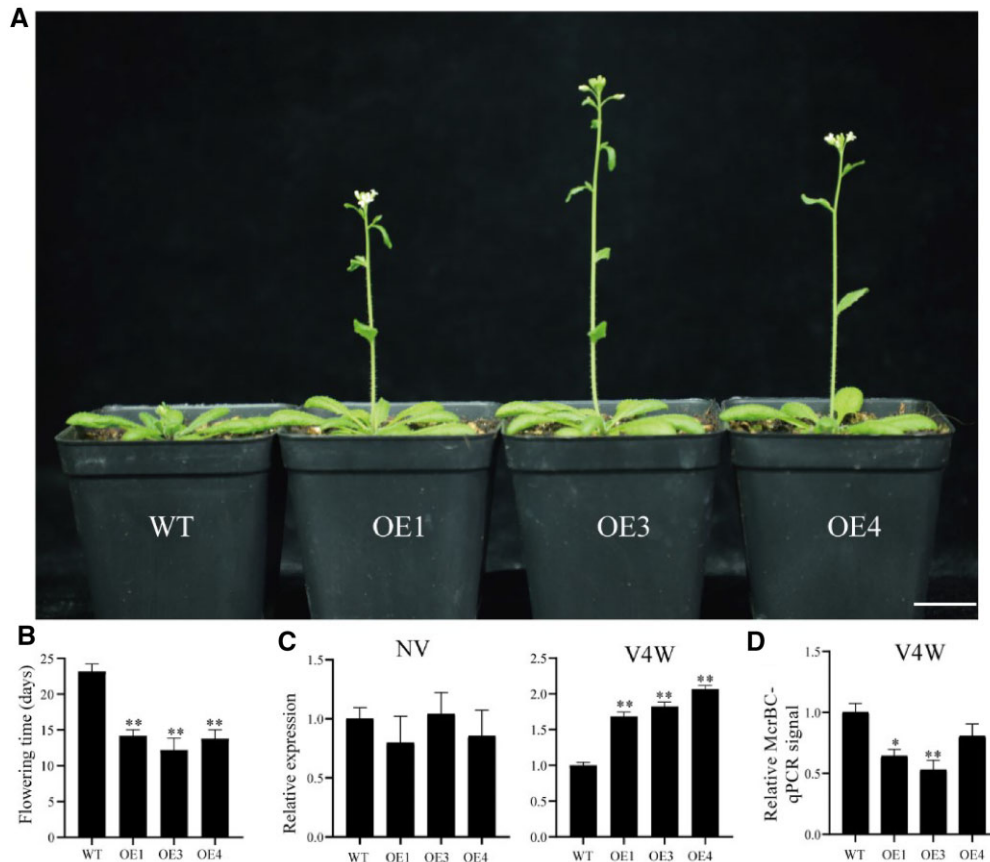 A
WT OE1 OE3 OE4
B
Flowering time (days)
25
20
15
10
5
0
** ** **
WT OE1 OE3 OE4
C
NV
Relative expression
1.5
1.0
0.5
0.0
WT OE1 OE3 OE4
V4W
2.5
2.0
1.5
1.0
0.5
0.0
** ** **
WT OE1 OE3 OE4
D
V4W
Relative McrBC-
qPCR signal
1.5
1.0
0.5
0.0
* **
WT OE1 OE3 OE4